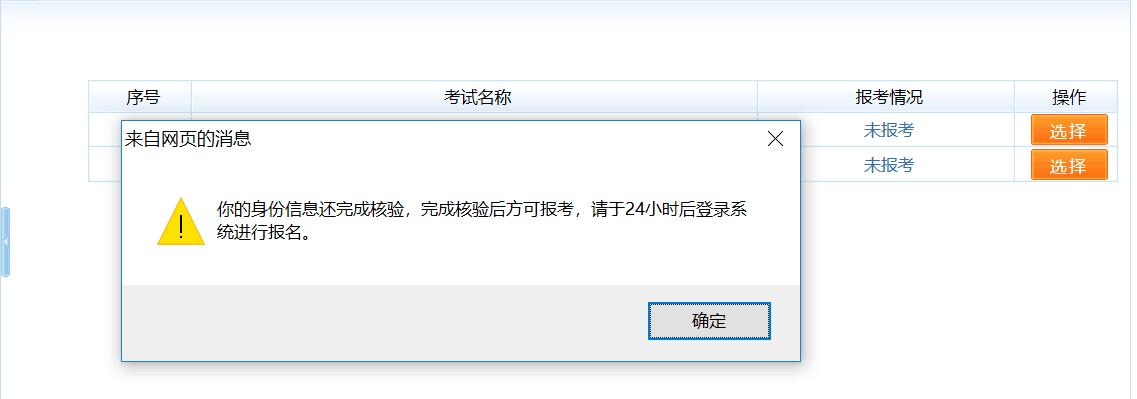 序号 考试名称 报考情况 操作
未报考 选择
未报考 选择
来自网页的消息
你的身份信息还完成核验，完成核验后方可报考，请于24小时后登录系
统进行报名。
确定